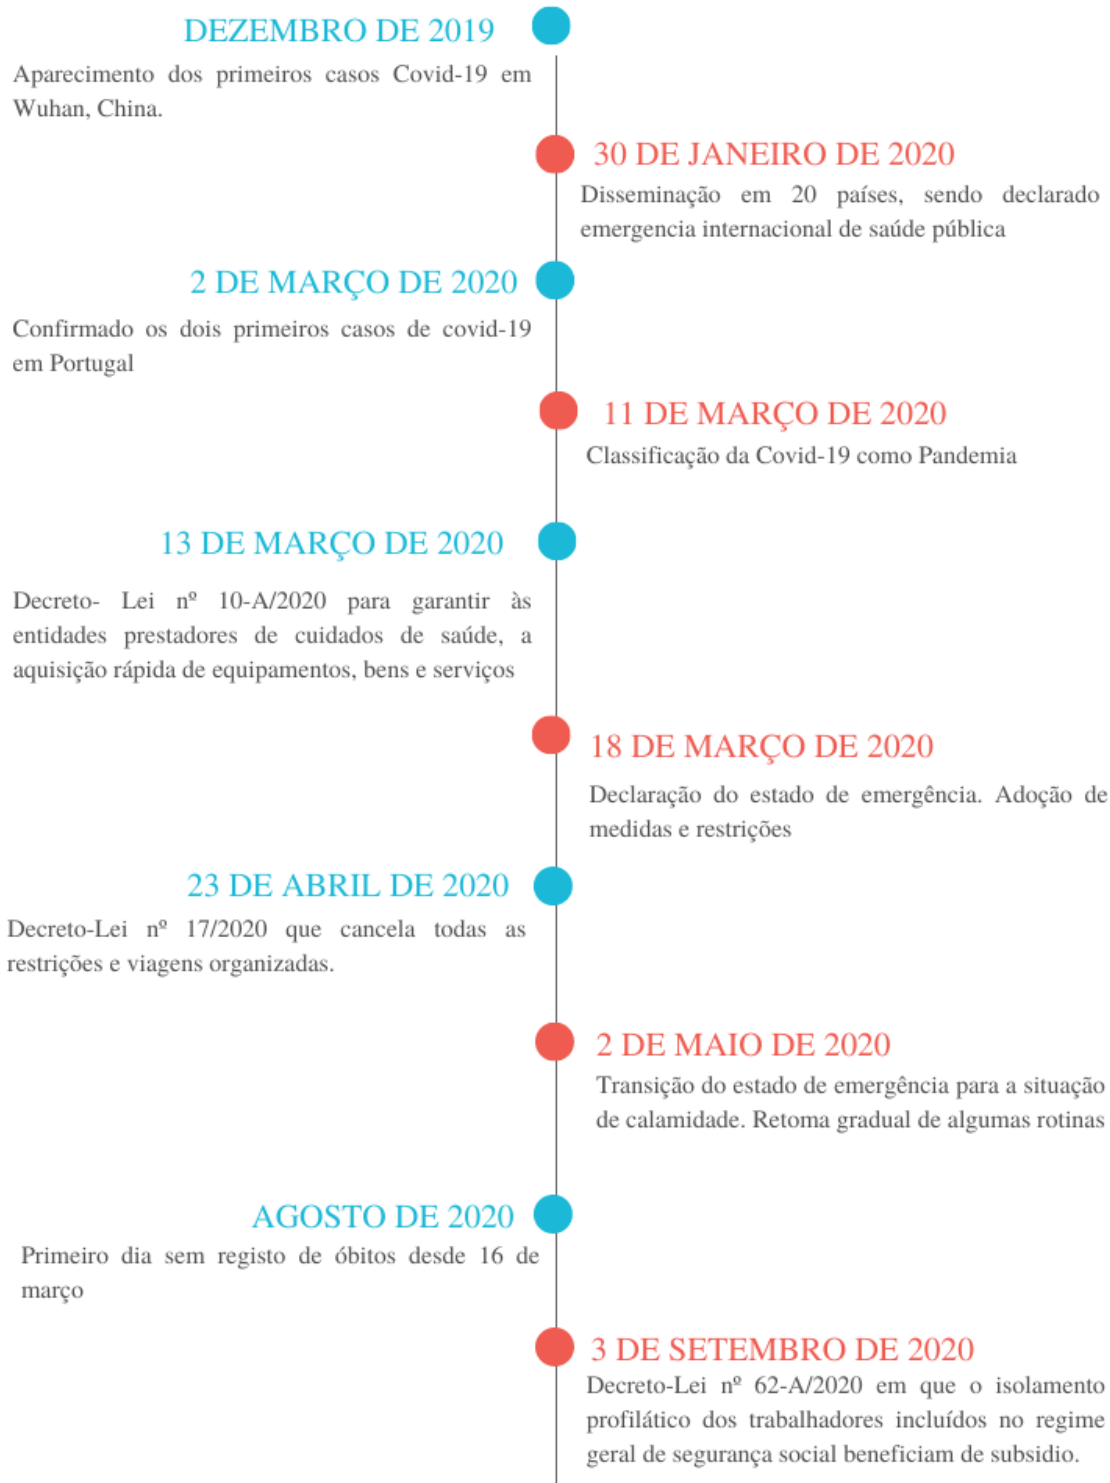 DEZEMBRO DE 2019
Aparecimento dos primeiros casos Covid-19 em
Wuhan, China.
30 DE JANEIRO DE 2020
Disseminação em 20 países, sendo declarado
emergencia internacional de saúde pública
2 DE MARÇO DE 2020
Confirmado os dois primeiros casos de covid-19
em Portugal
11 DE MARÇO DE 2020
Classificação da Covid-19 como Pandemia
13 DE MARÇO DE 2020
Decreto- Lei nº 10-A/2020 para garantir às
entidades prestadores de cuidados de saúde, a
aquisição rápida de equipamentos, bens e serviços
18 DE MARÇO DE 2020
Declaração do estado de emergência. Adoção de
medidas e restrições
23 DE ABRIL DE 2020
Decreto-Lei nº 17/2020 que cancela todas as
restrições e viagens organizadas.
2 DE MAIO DE 2020
Transição do estado de emergência para a situação
de calamidade. Retoma gradual de algumas rotinas
AGOSTO DE 2020
Primeiro dia sem registo de óbitos desde 16 de
março
3 DE SETEMBRO DE 2020
Decreto-Lei nº 62-A/2020 em que o isolamento
profilático dos trabalhadores incluídos no regime
geral de segurança social beneficiam de subsidio.